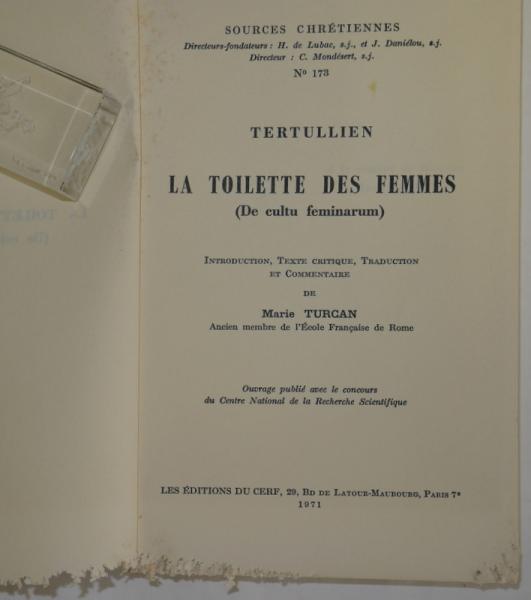 SOURCES CHRÉTIENNES
Directeurs-fondateurs : H. de Lubac, s.j., et J. Daniélou, s.j.
Directeur : C. Mondésert, s.j.
Nº 173
TERTULLIEN
LA TOILETTE DES FEMMES
(De cultu feminarum)
Introduction, Texte critique, Traduction
et Commentaire
DE
Marie TURCAN
Ancien membre de l'École Française de Rome
Ouvrage publié avec le concours
du Centre National de la Recherche Scientifique
LES ÉDITIONS DU CERF, 29, Bd de Latour-Maubourg, Paris 7e
1971